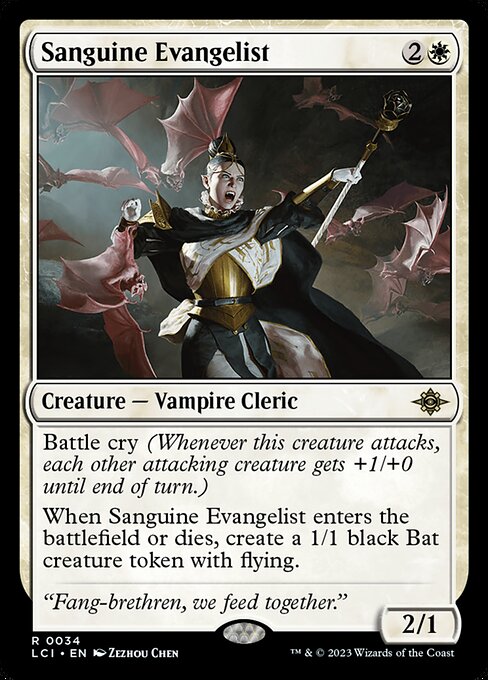 Sanguine Evangelist 2
Creature — Vampire Cleric
Battle cry (Whenever this creature attacks,
each other attacking creature gets +1/+0
until end of turn.)
When Sanguine Evangelist enters the
battlefield or dies, create a 1/1 black Bat
creature token with flying.
“Fang-brethren, we feed together.”
2/1
R 0034
LCI • EN Zezhou Chen
™ & © 2023 Wizards of the Coast